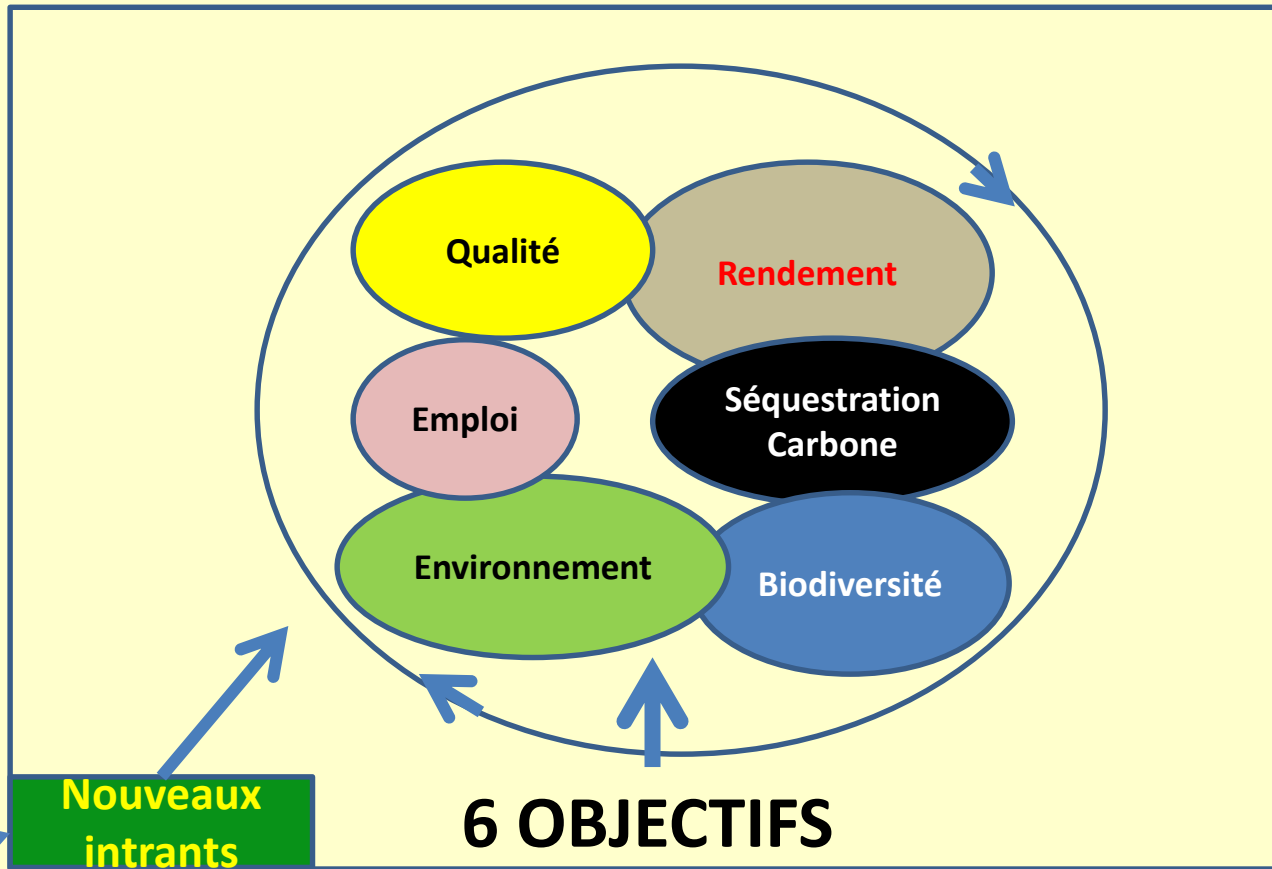 Qualité
Rendement
Emploi
Séquestration
Carbone
Environnement
Biodiversité
Nouveaux
intrants
6 OBJECTIFS